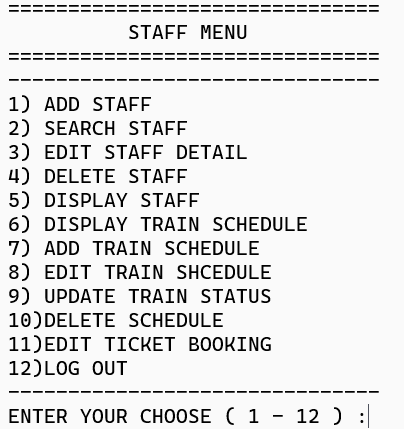 ===============================
STAFF MENU
===============================
-------------------------------
1) ADD STAFF
2) SEARCH STAFF
3) EDIT STAFF DETAIL
4) DELETE STAFF
5) DISPLAY STAFF
6) DISPLAY TRAIN SCHEDULE
7) ADD TRAIN SCHEDULE
8) EDIT TRAIN SHCEDULE
9) UPDATE TRAIN STATUS
10)DELETE SCHEDULE
11)EDIT TICKET BOOKING
12)LOG OUT
-------------------------------
ENTER YOUR CHOOSE ( 1 - 12 ) :